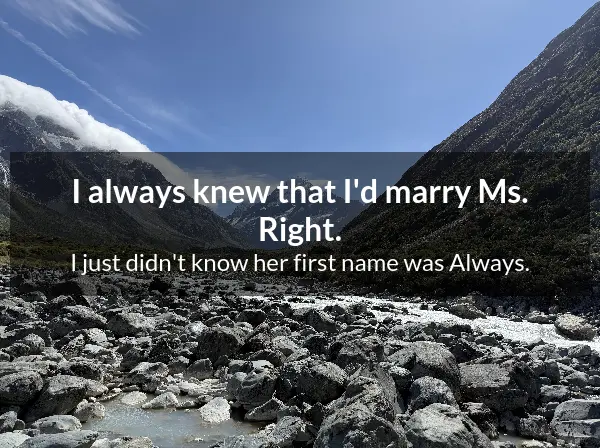 I always knew that I'd marry Ms.
Right.
I just didn't know her first name was Always.